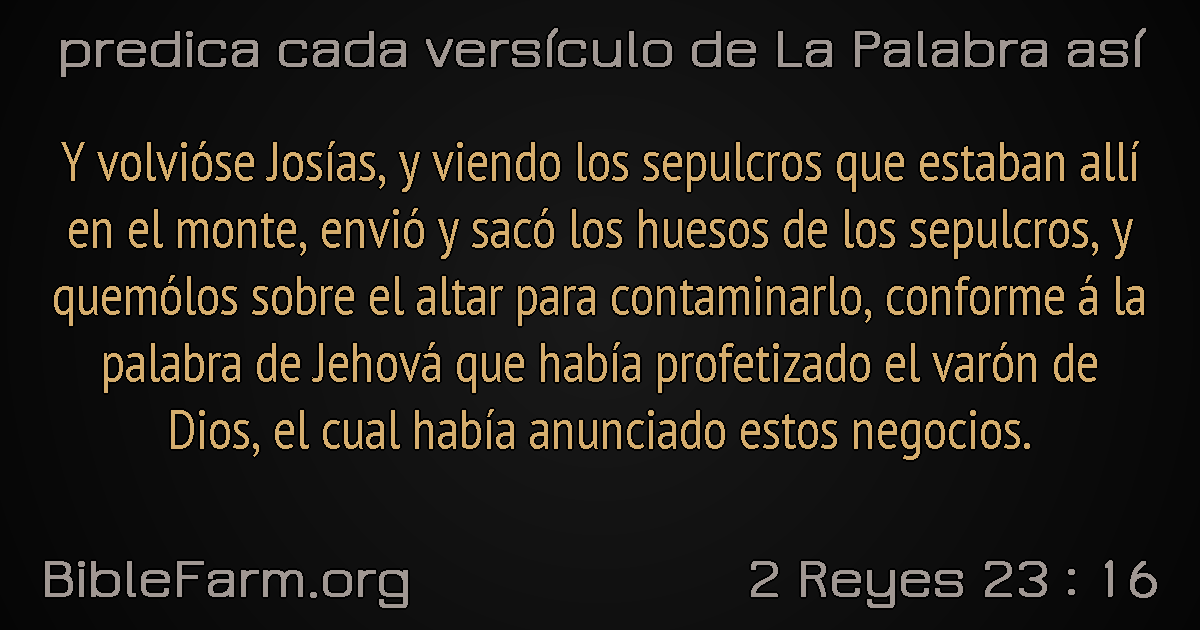 predica cada versículo de La Palabra así
Y volvióse Josías, y viendo los sepulcros que estaban allí
en el monte, envió y sacó los huesos de los sepulcros, y
quemólos sobre el altar para contaminarlo, conforme á la
palabra de Jehová que había profetizado el varón de
Dios, el cual había anunciado estos negocios.
BibleFarm.org
2 Reyes 23 : 16